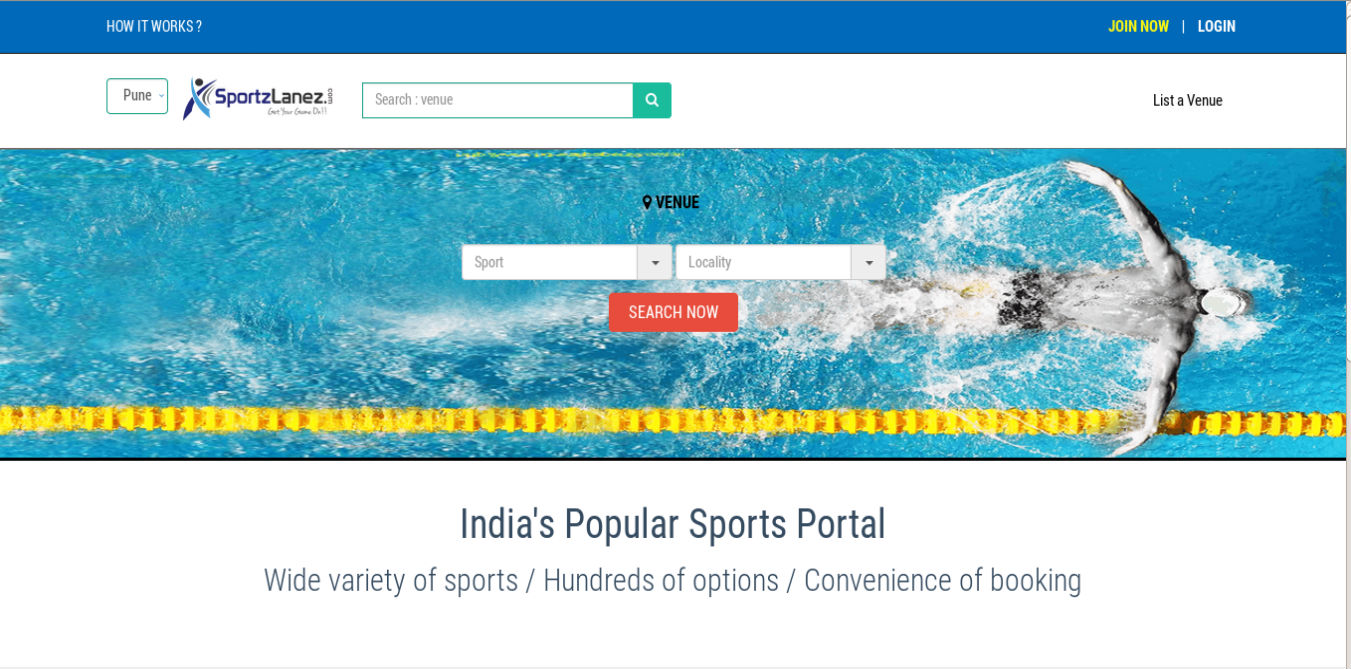 HOW IT WORKS ?
JOIN NOW | LOGIN
Pune
SportzLanez.com
Get Your Game On!!
Search : venue
List a Venue
VENUE
Sport
Locality
SEARCH NOW
India's Popular Sports Portal
Wide variety of sports / Hundreds of options / Convenience of booking